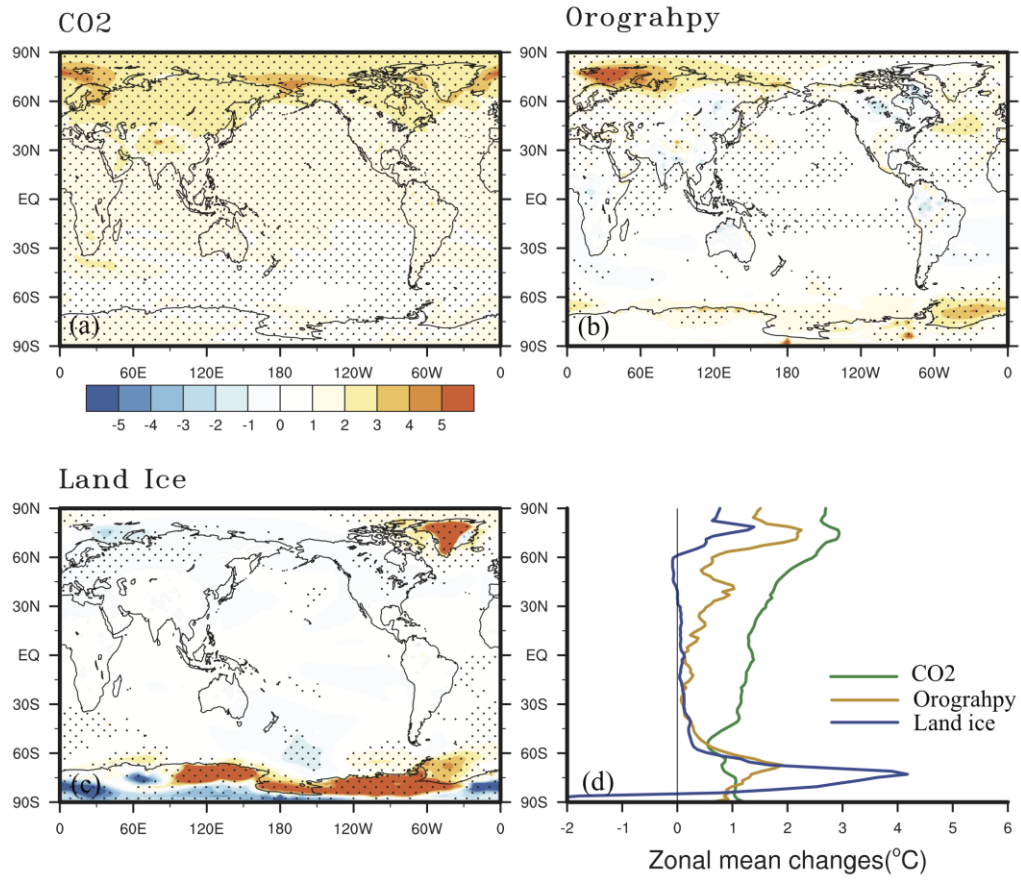 CO2
Orograhpy
90N
60N
30N
EQ
30S
60S
90S
(a)
0 60E 120E 180 120W 60W 0
90N
60N
30N
EQ
30S
60S
90S
(b)
0 60E 120E 180 120W 60W 0
-5 -4 -3 -2 -1 0 1 2 3 4 5
Land Ice
90N
60N
30N
EQ
30S
60S
90S
(c)
0 60E 120E 180 120W 60W 0
90N
60N
30N
EQ
30S
60S
90S
CO2
Orograhpy
Land ice
(d)
-2 -1 0 1 2 3 4 5 6
Zonal mean changes(°C)